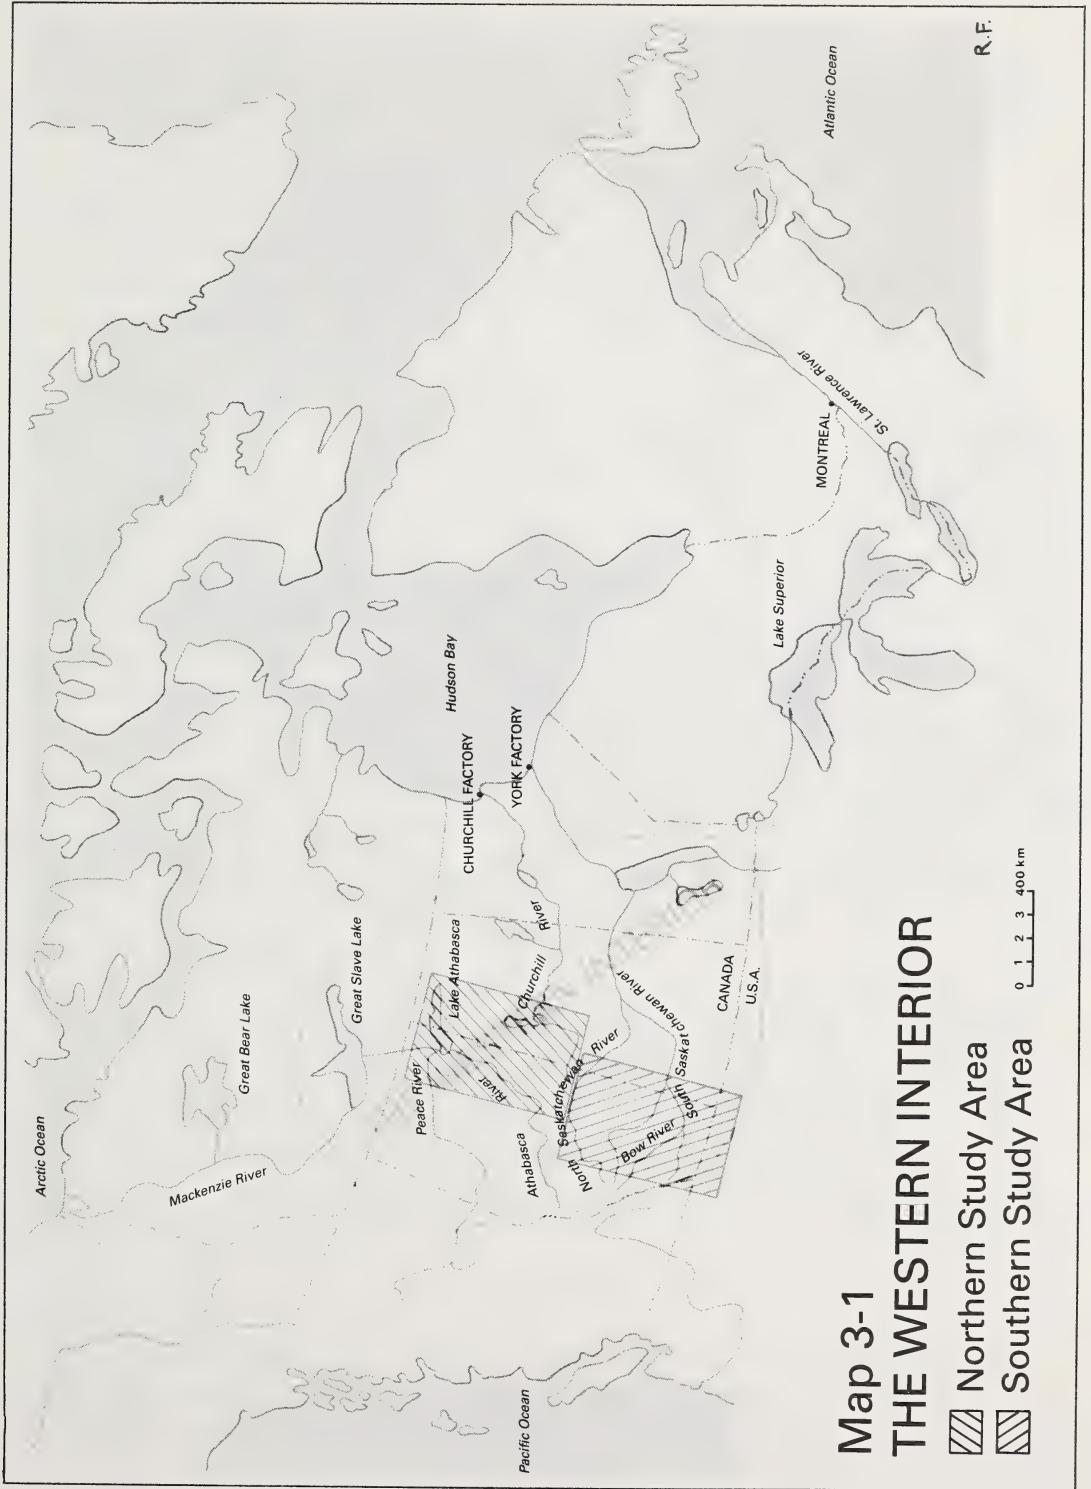 Map 3-1
THE WESTERN INTERIOR
Northern Study Area
Southern Study Area
0 1 2 3 400 km
R.F.
Arctic Ocean
Mackenzie River
Great Bear Lake
Great Slave Lake
Peace River
Lake Athabasca
River
Athabasca
Churchill
River
North
Saskatchewan
River
Bow River
South
Saskatchewan River
CANADA
U.S.A.
Pacific Ocean
Hudson Bay
CHURCHILL FACTORY
YORK FACTORY
Lake Superior
MONTREAL
St. Lawrence River
Atlantic Ocean